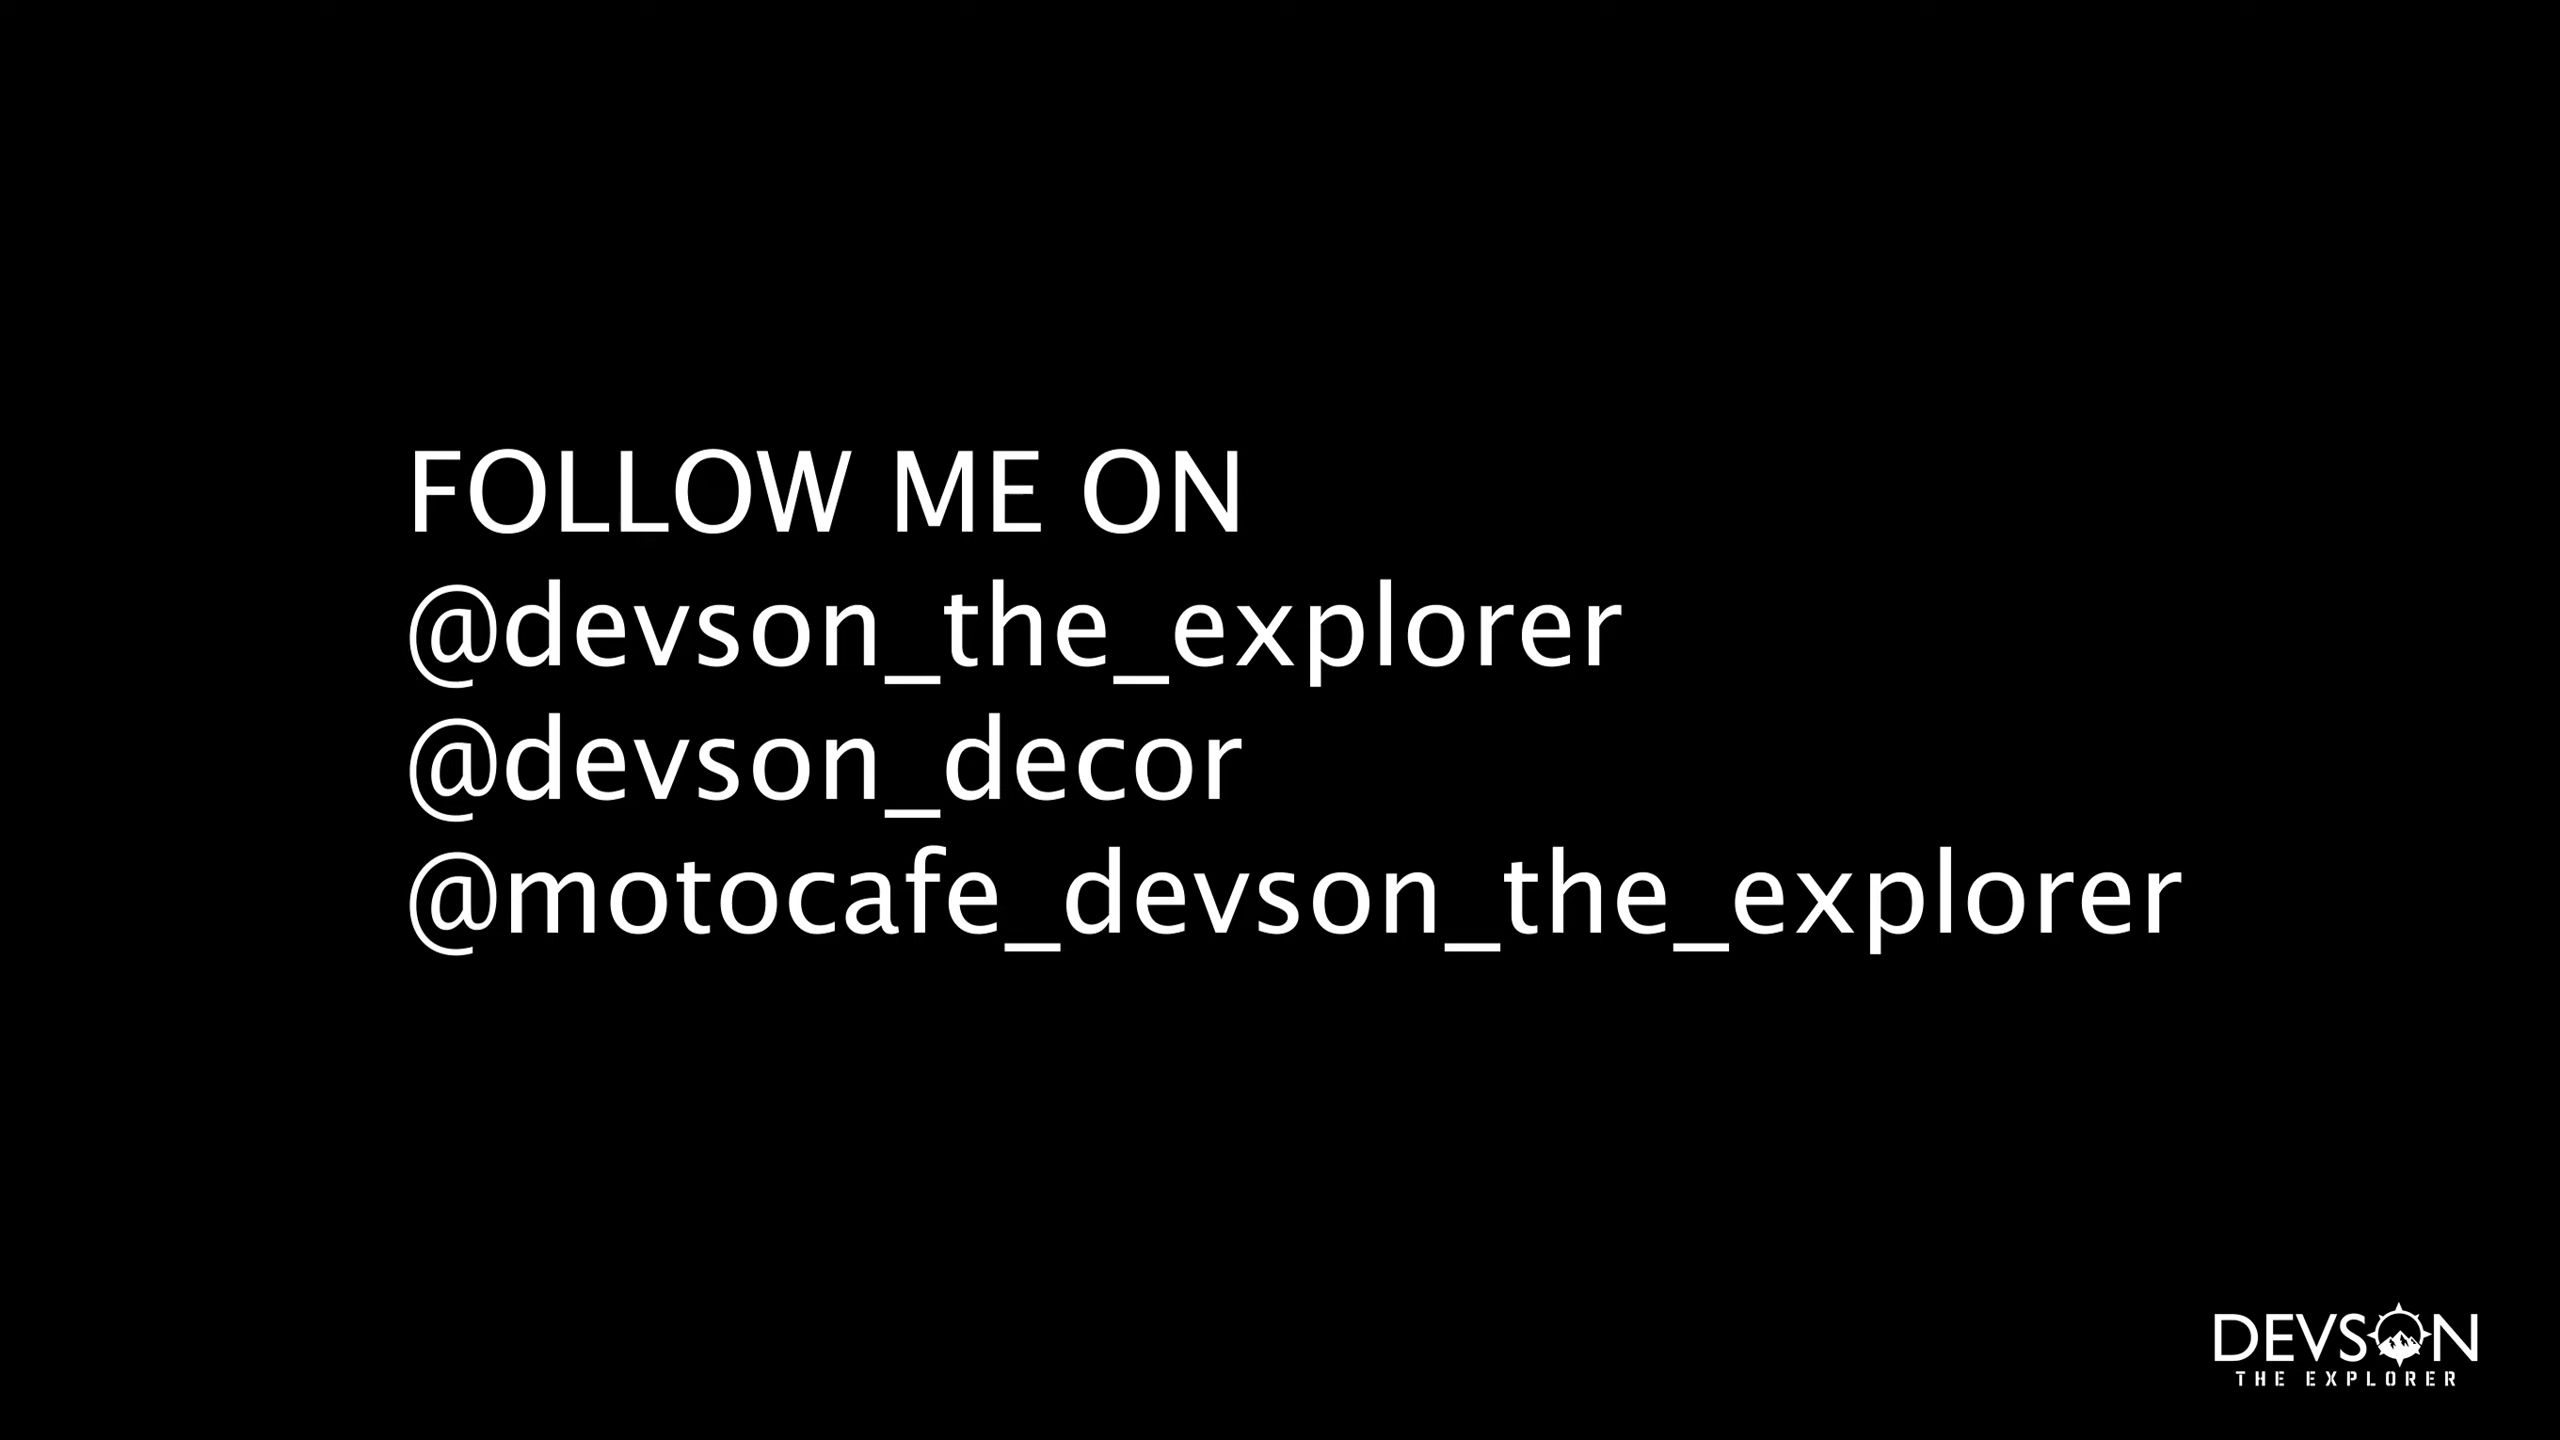 FOLLOW ME ON
@devson_the_explorer
@devson_decor
@motocafe_devson_the_explorer
DEVSON
THE EXPLORER